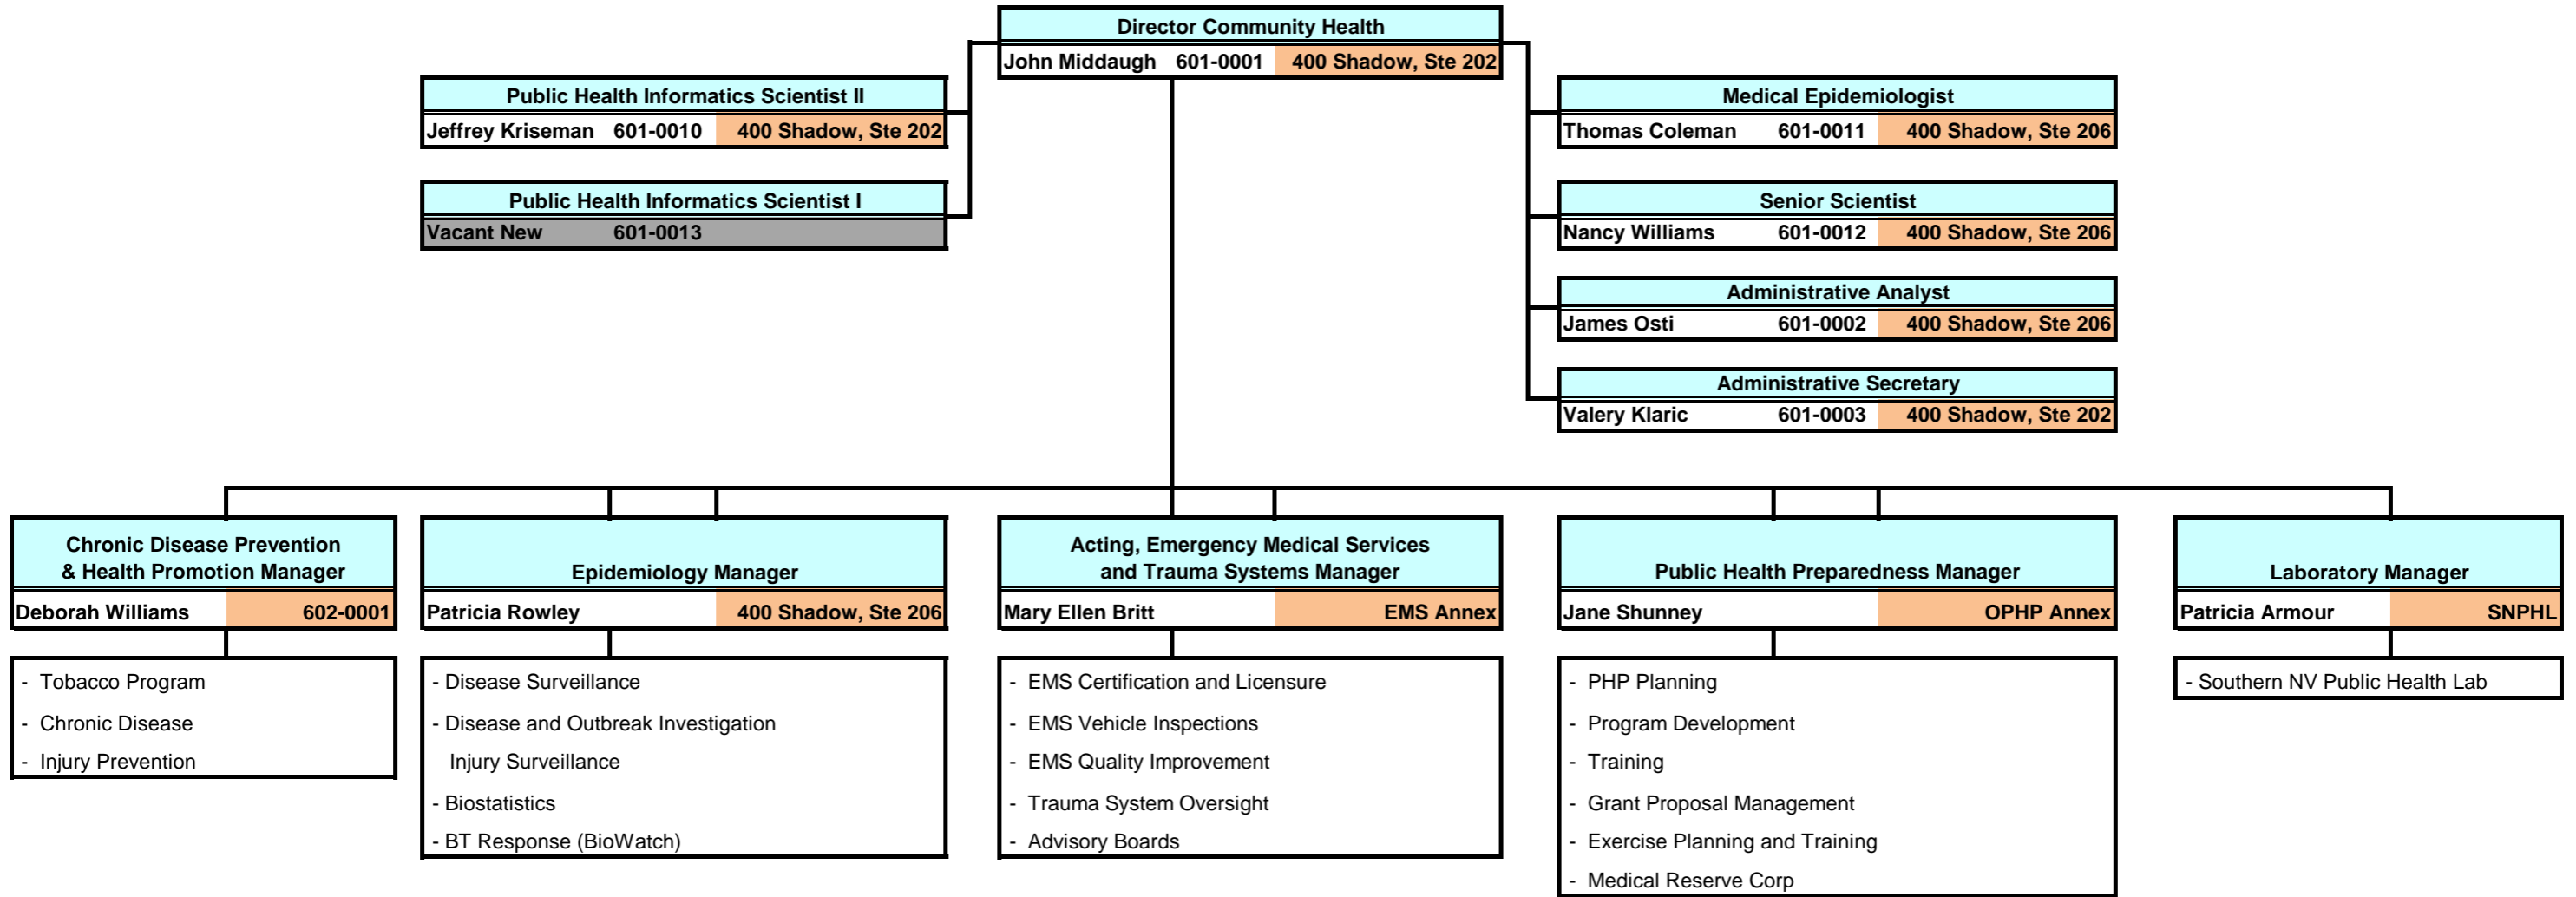 Director Community Health
John Middaugh 601-0001 400 Shadow, Ste 202
Public Health Informatics Scientist II
Jeffrey Kriseman 601-0010 400 Shadow, Ste 202
Public Health Informatics Scientist I
Vacant New 601-0013
Medical Epidemiologist
Thomas Coleman 601-0011 400 Shadow, Ste 206
Senior Scientist
Nancy Williams 601-0012 400 Shadow, Ste 206
Administrative Analyst
James Osti 601-0002 400 Shadow, Ste 206
Administrative Secretary
Valery Klaric 601-0003 400 Shadow, Ste 202
Chronic Disease Prevention
& Health Promotion Manager
Deborah Williams 602-0001
- Tobacco Program
- Chronic Disease
- Injury Prevention
Epidemiology Manager
Patricia Rowley 400 Shadow, Ste 206
- Disease Surveillance
- Disease and Outbreak Investigation
Injury Surveillance
- Biostatistics
- BT Response (BioWatch)
Acting, Emergency Medical Services
and Trauma Systems Manager
Mary Ellen Britt EMS Annex
- EMS Certification and Licensure
- EMS Vehicle Inspections
- EMS Quality Improvement
- Trauma System Oversight
- Advisory Boards
Public Health Preparedness Manager
Jane Shunney OPHP Annex
- PHP Planning
- Program Development
- Training
- Grant Proposal Management
- Exercise Planning and Training
- Medical Reserve Corp
Laboratory Manager
Patricia Armour SNPHL
- Southern NV Public Health Lab